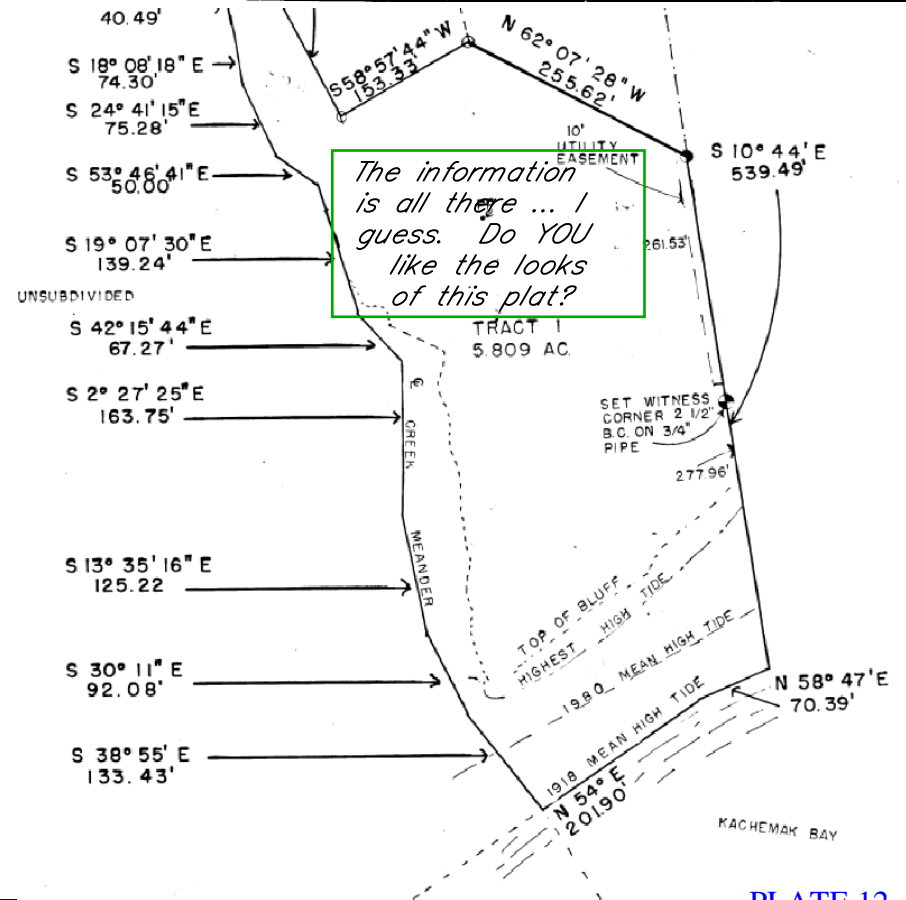 40.49'
S 18° 08' 18" E
74.30'
S 24° 41' 15" E
75.28'
S 53° 46' 41" E
50.00'
S 19° 07' 30" E
139.24'
UNSUBDIVIDED
S 42° 15' 44" E
67.27'
S 2° 27' 25" E
163.75'
S 13° 35' 16" E
125.22
S 30° 11" E
92.08'
S 38° 55' E
133.43'
S 58° 57' 44" W
153.33'
N 62° 07' 28" W
255.62'
10"
UTILITY
EASEMENT
S 10° 44' E
539.49'
The information
is all there ... I
guess. Do YOU
like the looks
of this plat?
261.53'
TRACT 1
5.809 AC.
℄
CREEK
MEANDER
SET WITNESS
CORNER 2 1/2"
B.C. ON 3/4"
PIPE
277.96'
TOP OF BLUFF
HIGHEST HIGH TIDE
1980 MEAN HIGH TIDE
1918 MEAN HIGH TIDE
N 58° 47' E
70.39'
N 54° E
201.90'
KACHEMAK BAY
PLATE 12